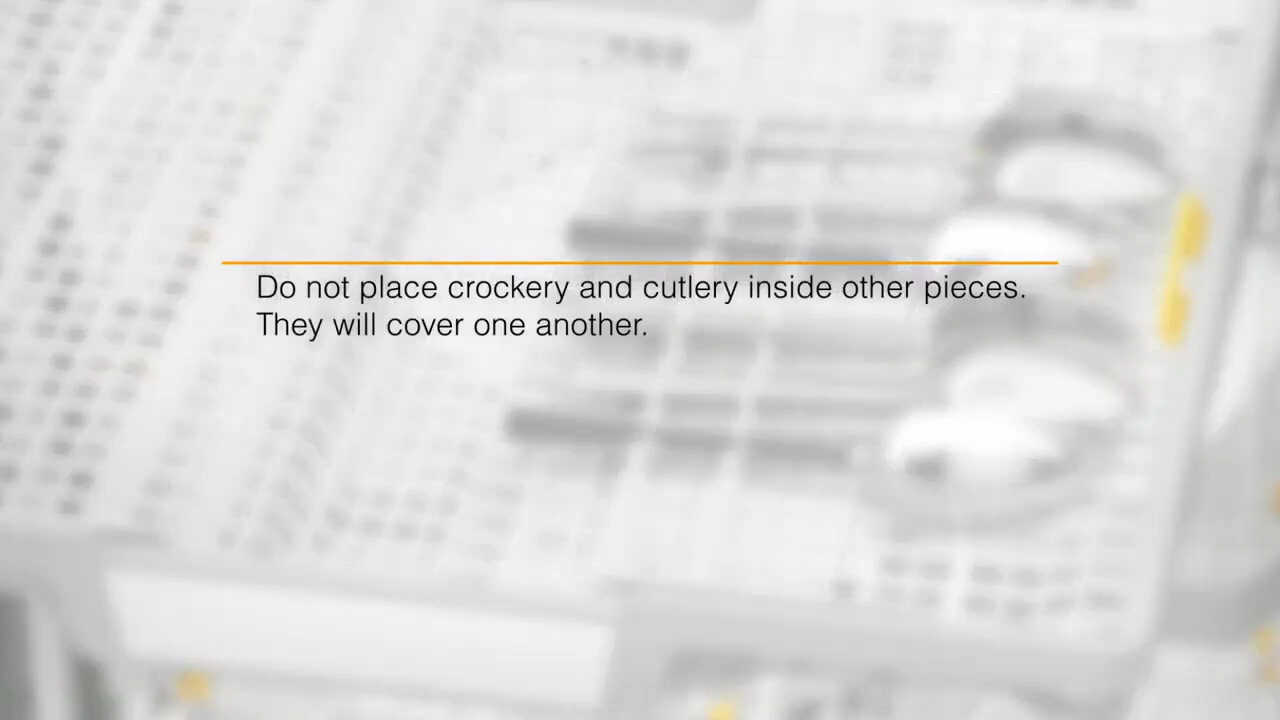 Do not place crockery and cutlery inside other pieces.
They will cover one another.